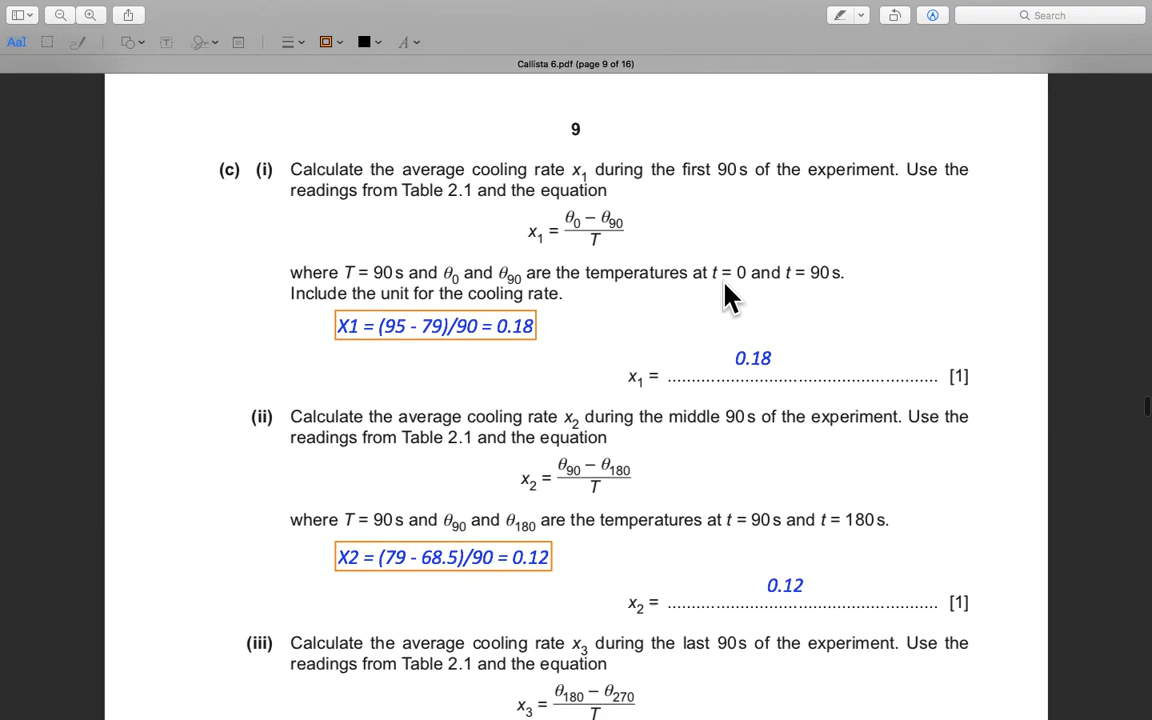 Search
AaI
Callista 6.pdf (page 9 of 16)
9
(c) (i) Calculate the average cooling rate x₁ during the first 90 s of the experiment. Use the
readings from Table 2.1 and the equation
x₁ = (θ₀ − θ₉₀)/T
where T = 90 s and θ₀ and θ₉₀ are the temperatures at t = 0 and t = 90 s.
Include the unit for the cooling rate.
X1 = (95 - 79)/90 = 0.18
0.18
x₁ = ........................................................ [1]
(ii) Calculate the average cooling rate x₂ during the middle 90 s of the experiment. Use the
readings from Table 2.1 and the equation
x₂ = (θ₉₀ − θ₁₈₀)/T
where T = 90 s and θ₉₀ and θ₁₈₀ are the temperatures at t = 90 s and t = 180 s.
X2 = (79 - 68.5)/90 = 0.12
0.12
x₂ = ........................................................ [1]
(iii) Calculate the average cooling rate x₃ during the last 90 s of the experiment. Use the
readings from Table 2.1 and the equation
x₃ = (θ₁₈₀ − θ₂₇₀)/T